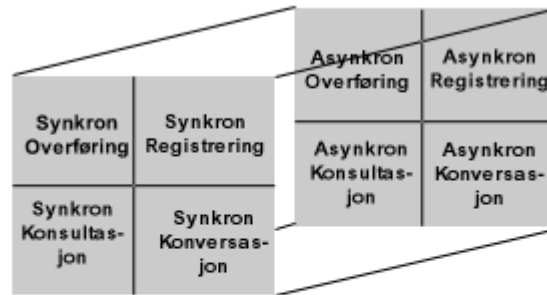 Asynkron
Overføring
Asynkron
Registrering
Asynkron
Konsultas-
jon
Asynkron
Konversas-
jon
Synkron
Overføring
Synkron
Registrering
Synkron
Konsultas-
jon
Synkron
Konversas-
jon